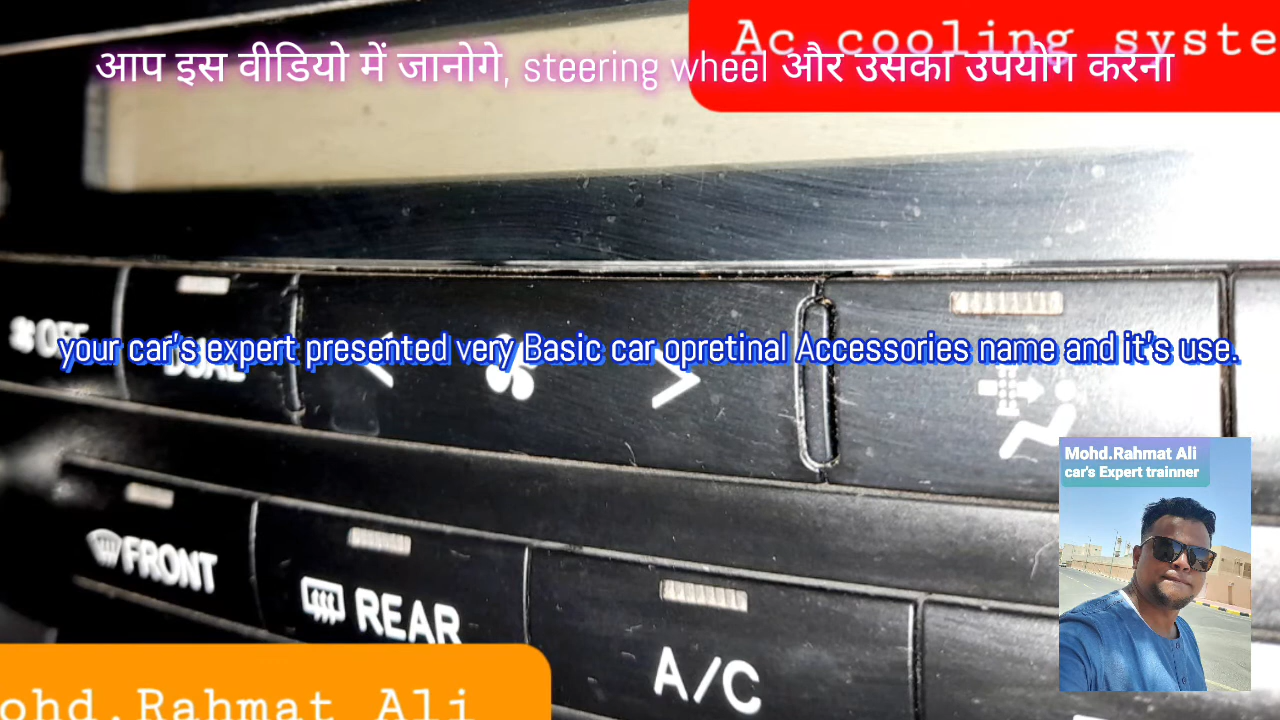 Ac cooling syste
आप इस वीडियो में जानोगे, steering wheel और उसका उपयोग करना
OFF
DUAL
your car's expert presented very Basic car opretinal Accessories name and it's use.
Mohd.Rahmat Ali
car's Expert trainner
FRONT
REAR
A/C
ohd.Rahmat Ali